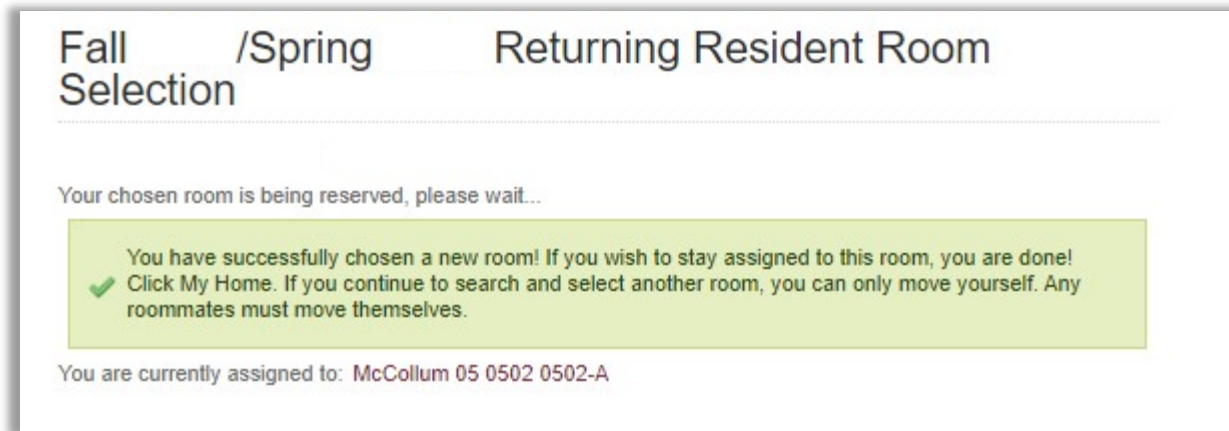 Fall /Spring Returning Resident Room
Selection
Your chosen room is being reserved, please wait...
You have successfully chosen a new room! If you wish to stay assigned to this room, you are done!
Click My Home. If you continue to search and select another room, you can only move yourself. Any
roommates must move themselves.
You are currently assigned to: McCollum 05 0502 0502-A